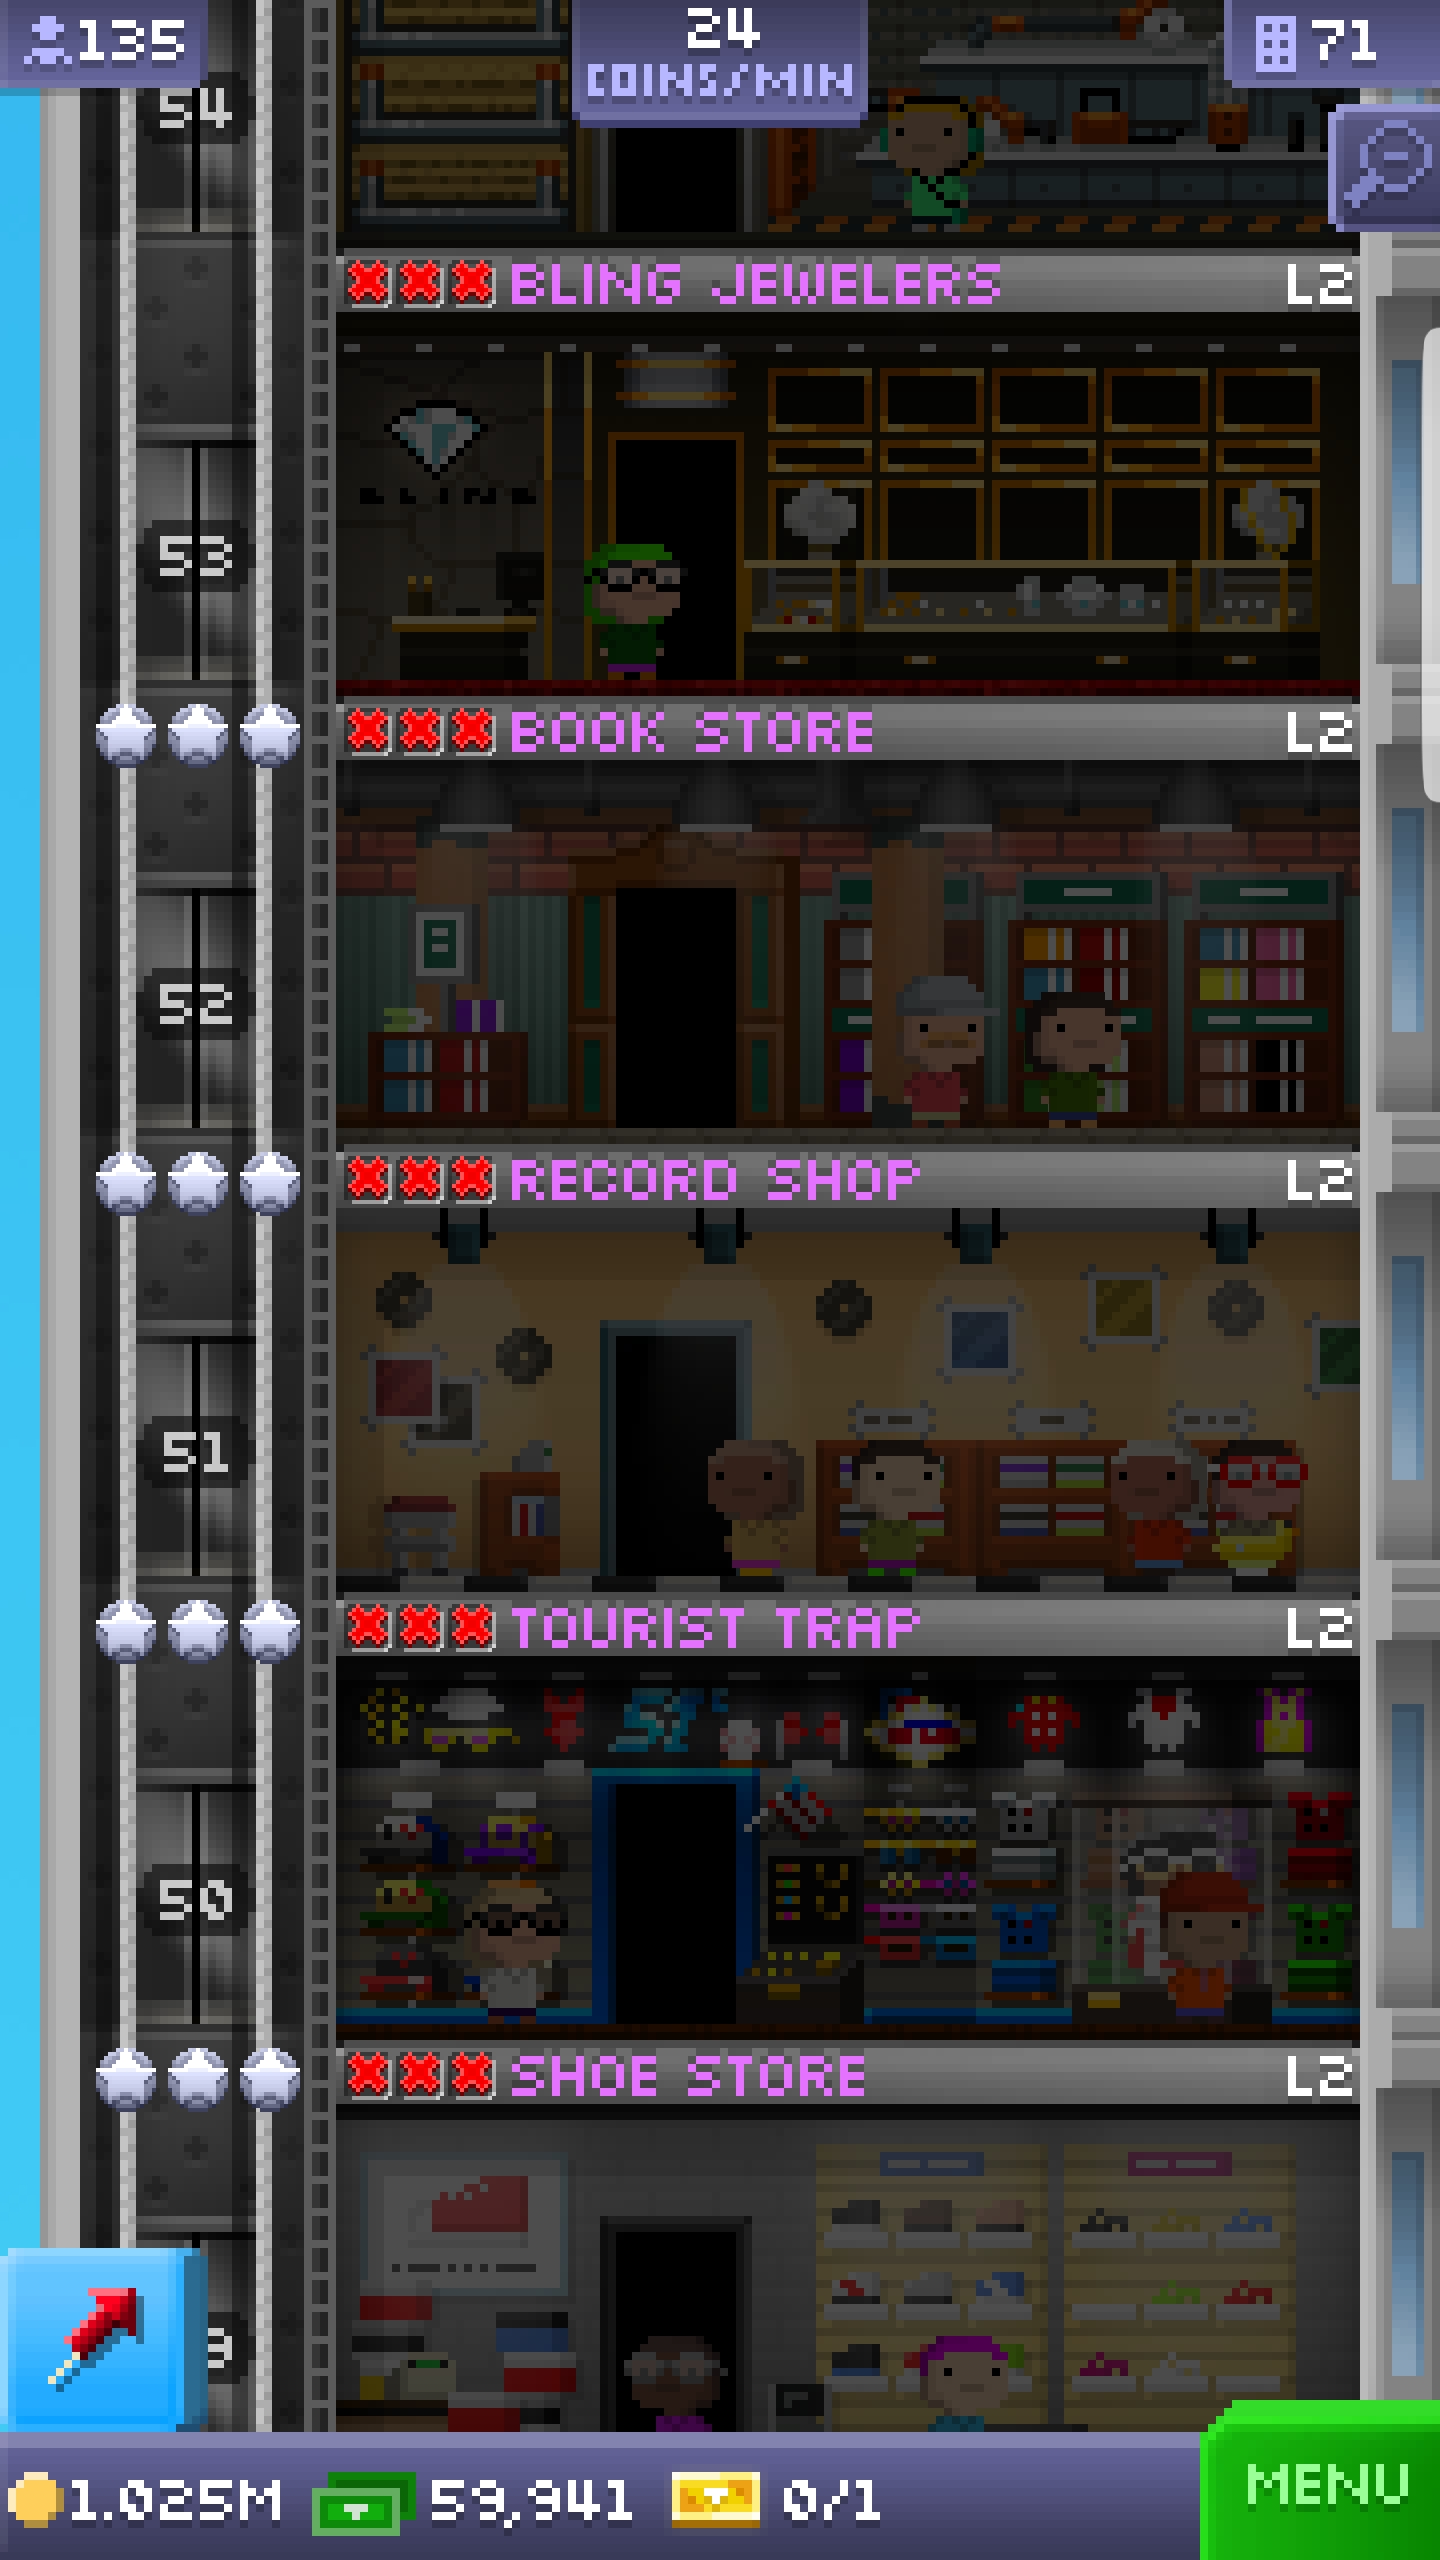 135
24
COINS/MIN
71
54
BLING JEWELERS L2
BLING
53
BOOK STORE L2
52
RECORD SHOP L2
51
TOURIST TRAP L2
50
SHOE STORE L2
1.025M 59,941 0/1
MENU